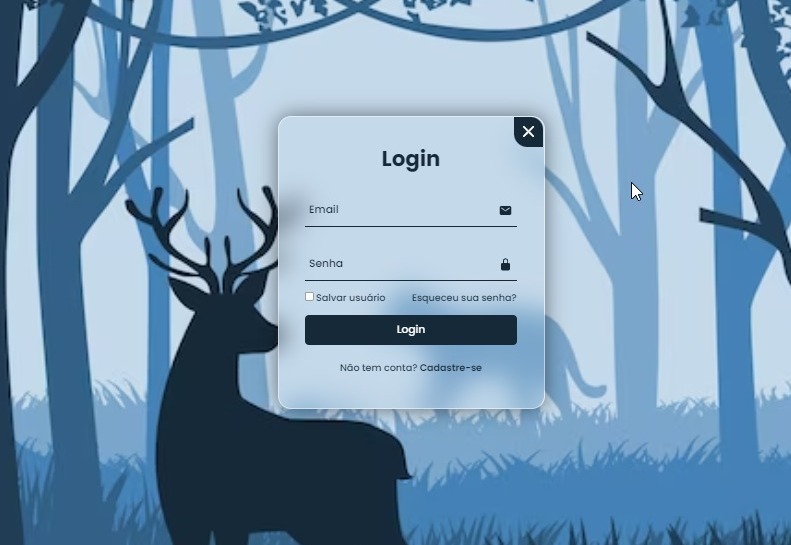 Login
Email
Senha
Salvar usuário Esqueceu sua senha?
Login
Não tem conta? Cadastre-se